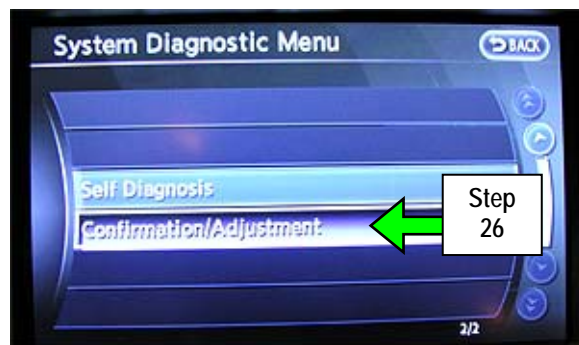 System Diagnostic Menu
BACK
Self Diagnosis
Confirmation/Adjustment
Step
26
2/2